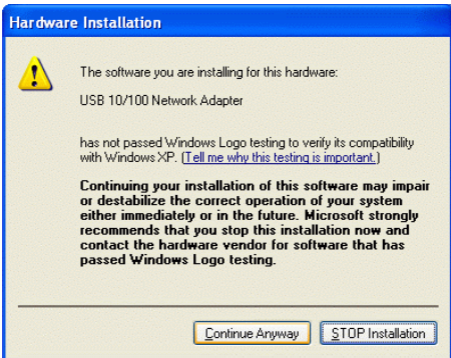 Hardware Installation
The software you are installing for this hardware:
USB 10/100 Network Adapter
has not passed Windows Logo testing to verify its compatibility
with Windows XP. (Tell me why this testing is important.)
Continuing your installation of this software may impair
or destabilize the correct operation of your system
either immediately or in the future. Microsoft strongly
recommends that you stop this installation now and
contact the hardware vendor for software that has
passed Windows Logo testing.
Continue Anyway
STOP Installation